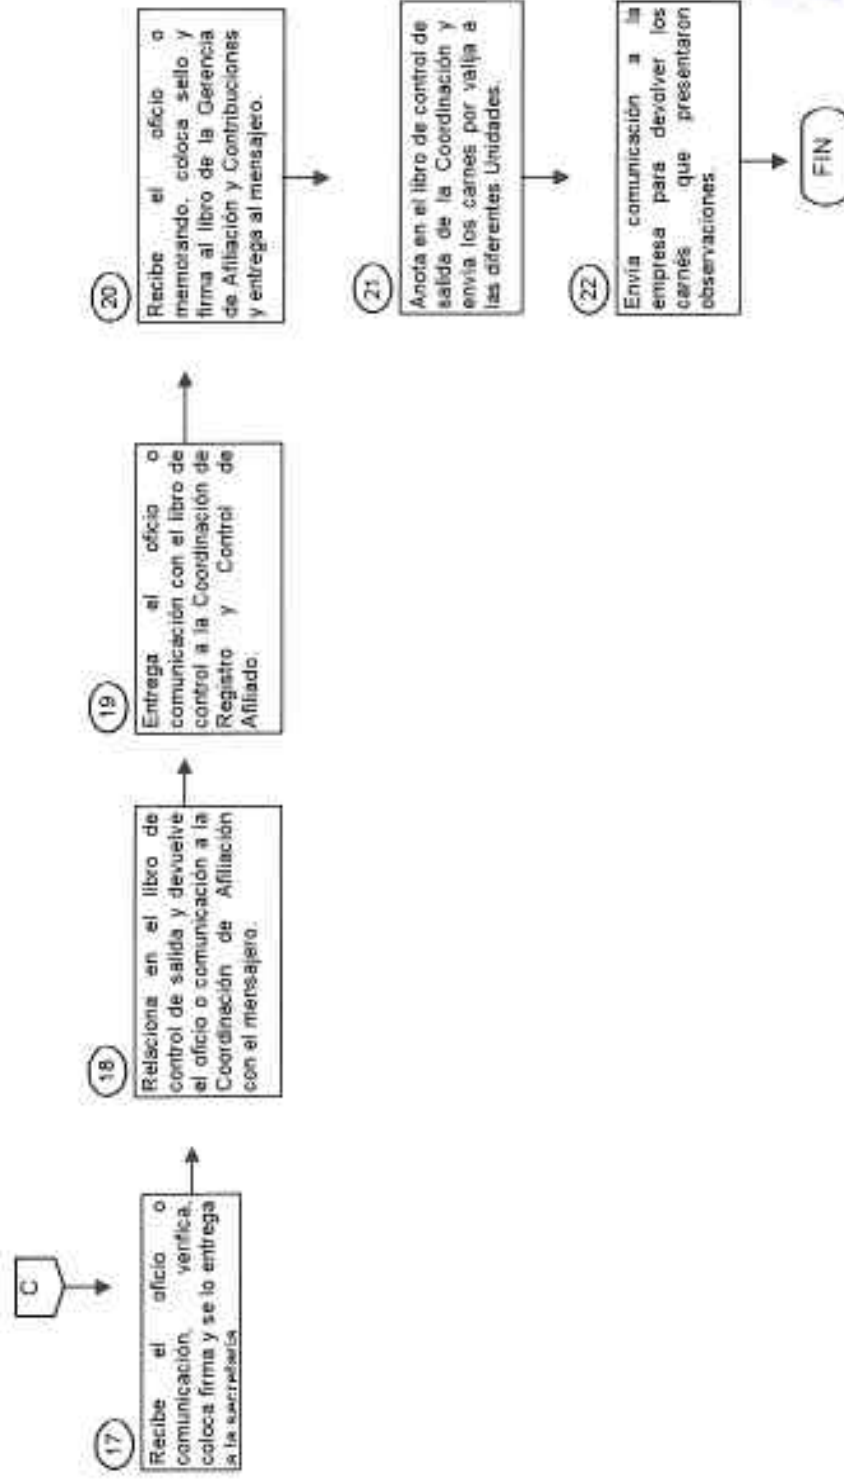 C
17
Recibe el oficio o
comunicación, verifica,
coloca firma y se lo entrega
a la secretaria
18
Relaciona en el libro de
control de salida y devuelve
el oficio o comunicación a la
Coordinación de Afiliación
con el mensajero.
19
Entrega el oficio o
comunicación con el libro de
control a la Coordinación de
Registro y Control de
Afiliado.
20
Recibe el oficio o
memorando, coloca sello y
firma al libro de la Gerencia
de Afiliación y Contribuciones
y entrega al mensajero.
21
Anota en el libro de control de
salida de la Coordinación y
envía los carnes por valija a
las diferentes Unidades.
22
Envía comunicación a la
empresa para devolver los
carnés que presentaron
observaciones.
FIN